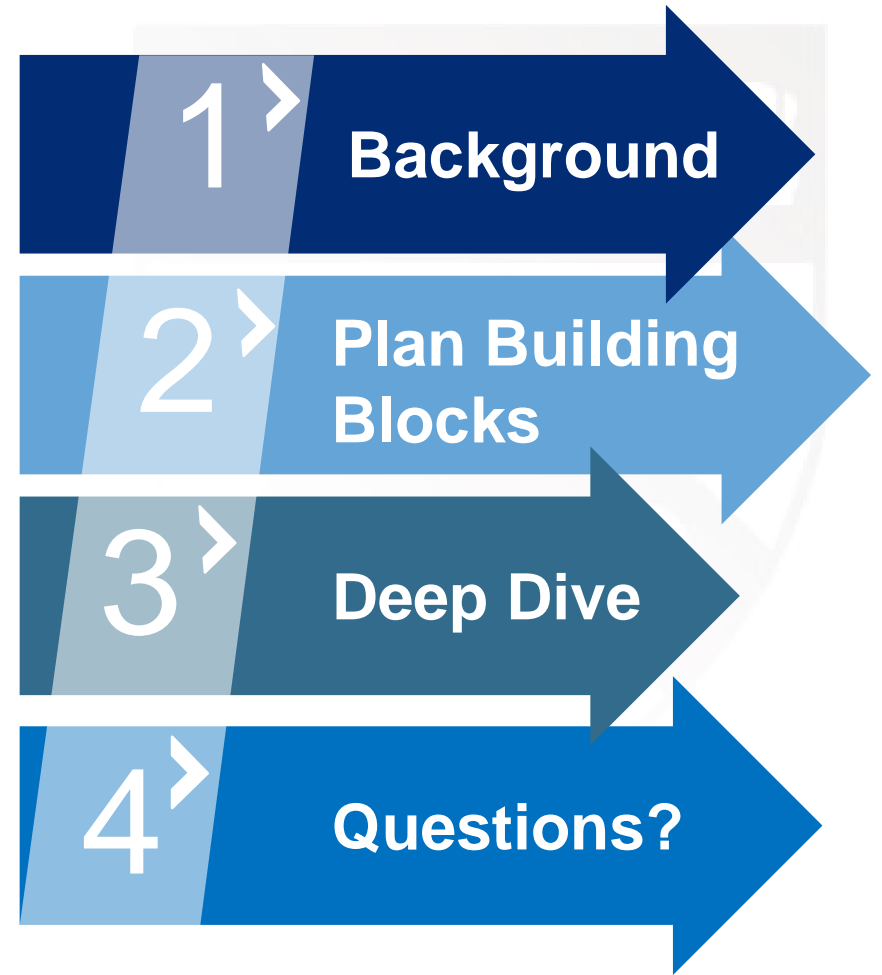 1
Background
2
Plan Building
Blocks
3
Deep Dive
4
Questions?